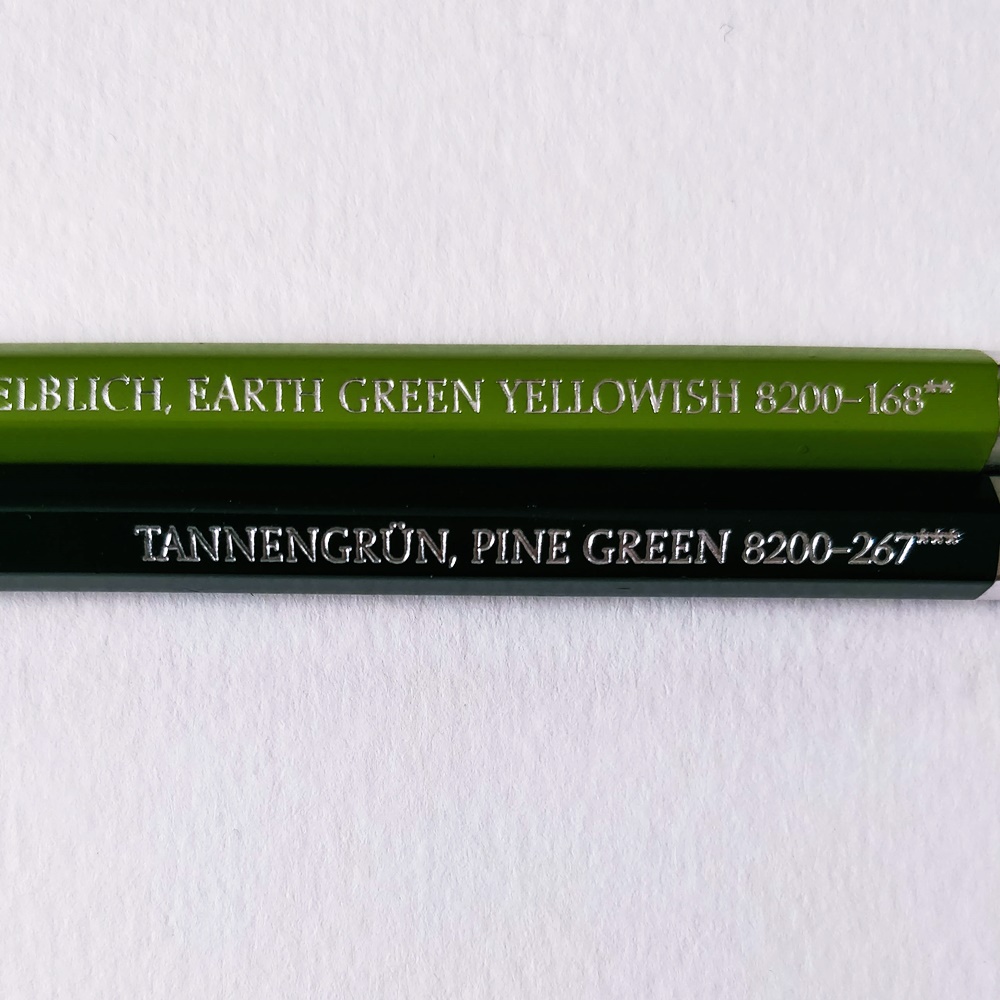 ELBLICH, EARTH GREEN YELLOWISH 8200-168**
TANNENGRÜN, PINE GREEN 8200-267***